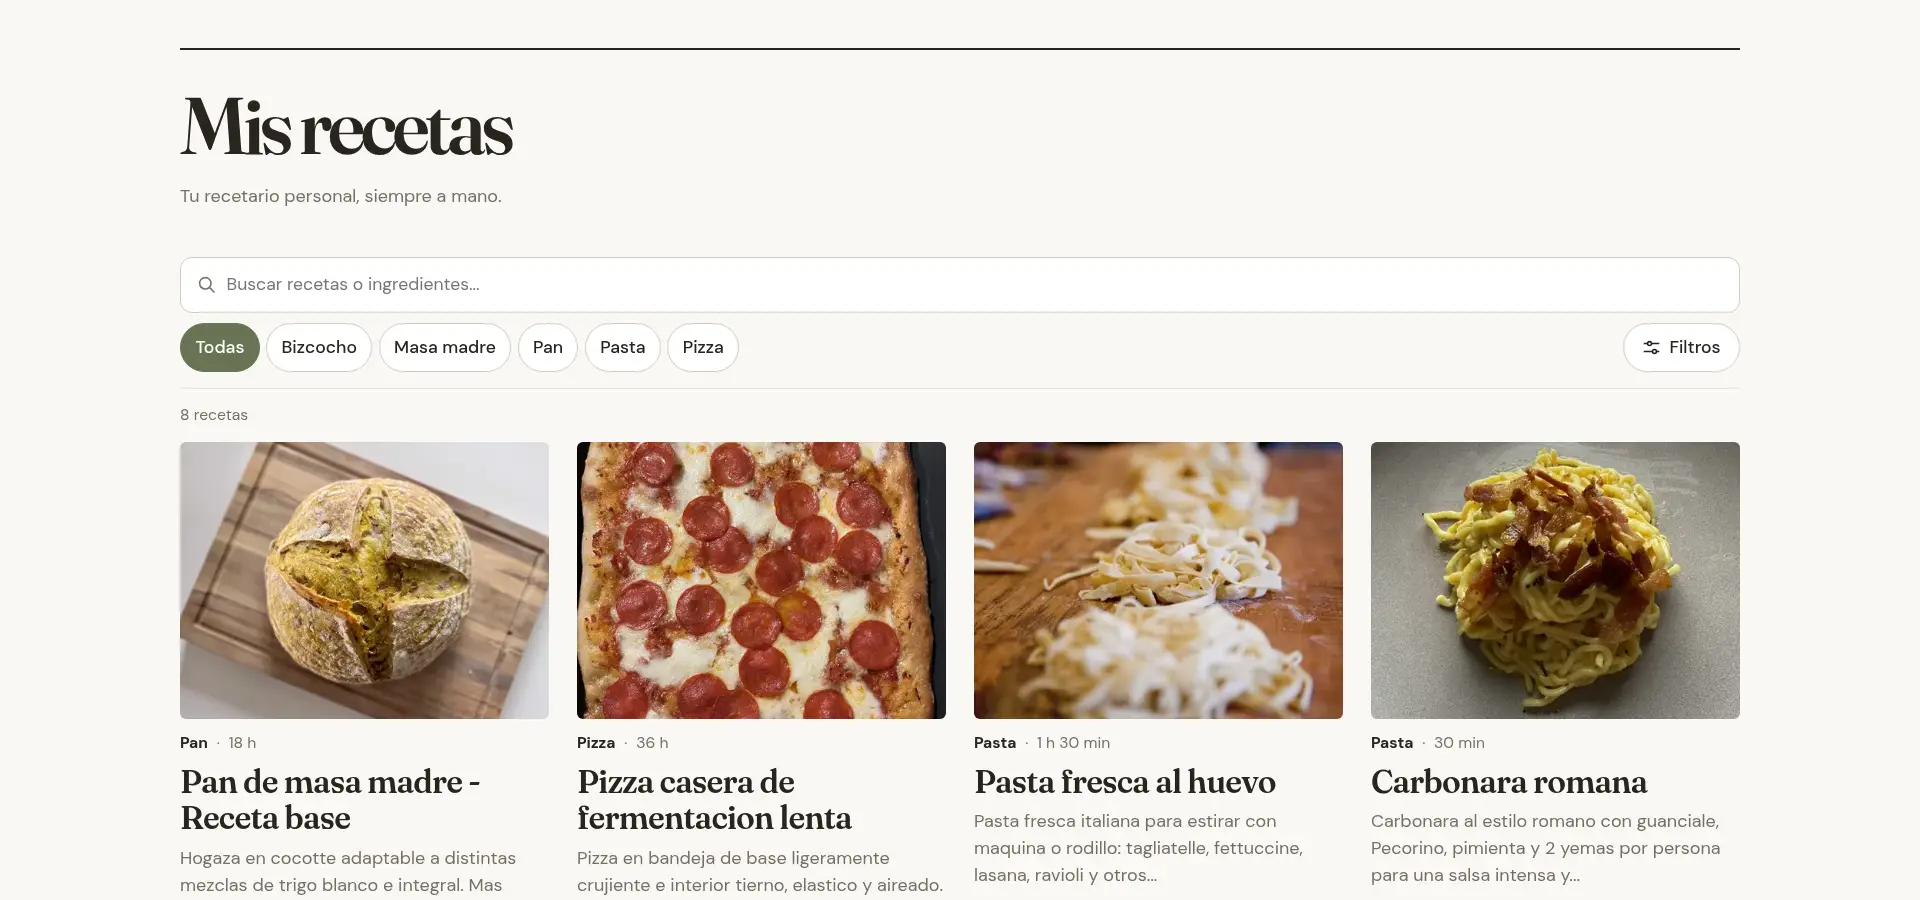 Mis recetas
Tu recetario personal, siempre a mano.
Buscar recetas o ingredientes...
Todas
Bizcocho
Masa madre
Pan
Pasta
Pizza
Filtros
8 recetas
Pan · 18 h
Pan de masa madre -
Receta base
Hogaza en cocotte adaptable a distintas
mezclas de trigo blanco e integral. Mas
Pizza · 36 h
Pizza casera de
fermentacion lenta
Pizza en bandeja de base ligeramente
crujiente e interior tierno, elastico y aireado.
Pasta · 1 h 30 min
Pasta fresca al huevo
Pasta fresca italiana para estirar con
maquina o rodillo: tagliatelle, fettuccine,
lasana, ravioli y otros...
Pasta · 30 min
Carbonara romana
Carbonara al estilo romano con guanciale,
Pecorino, pimienta y 2 yemas por persona
para una salsa intensa y...